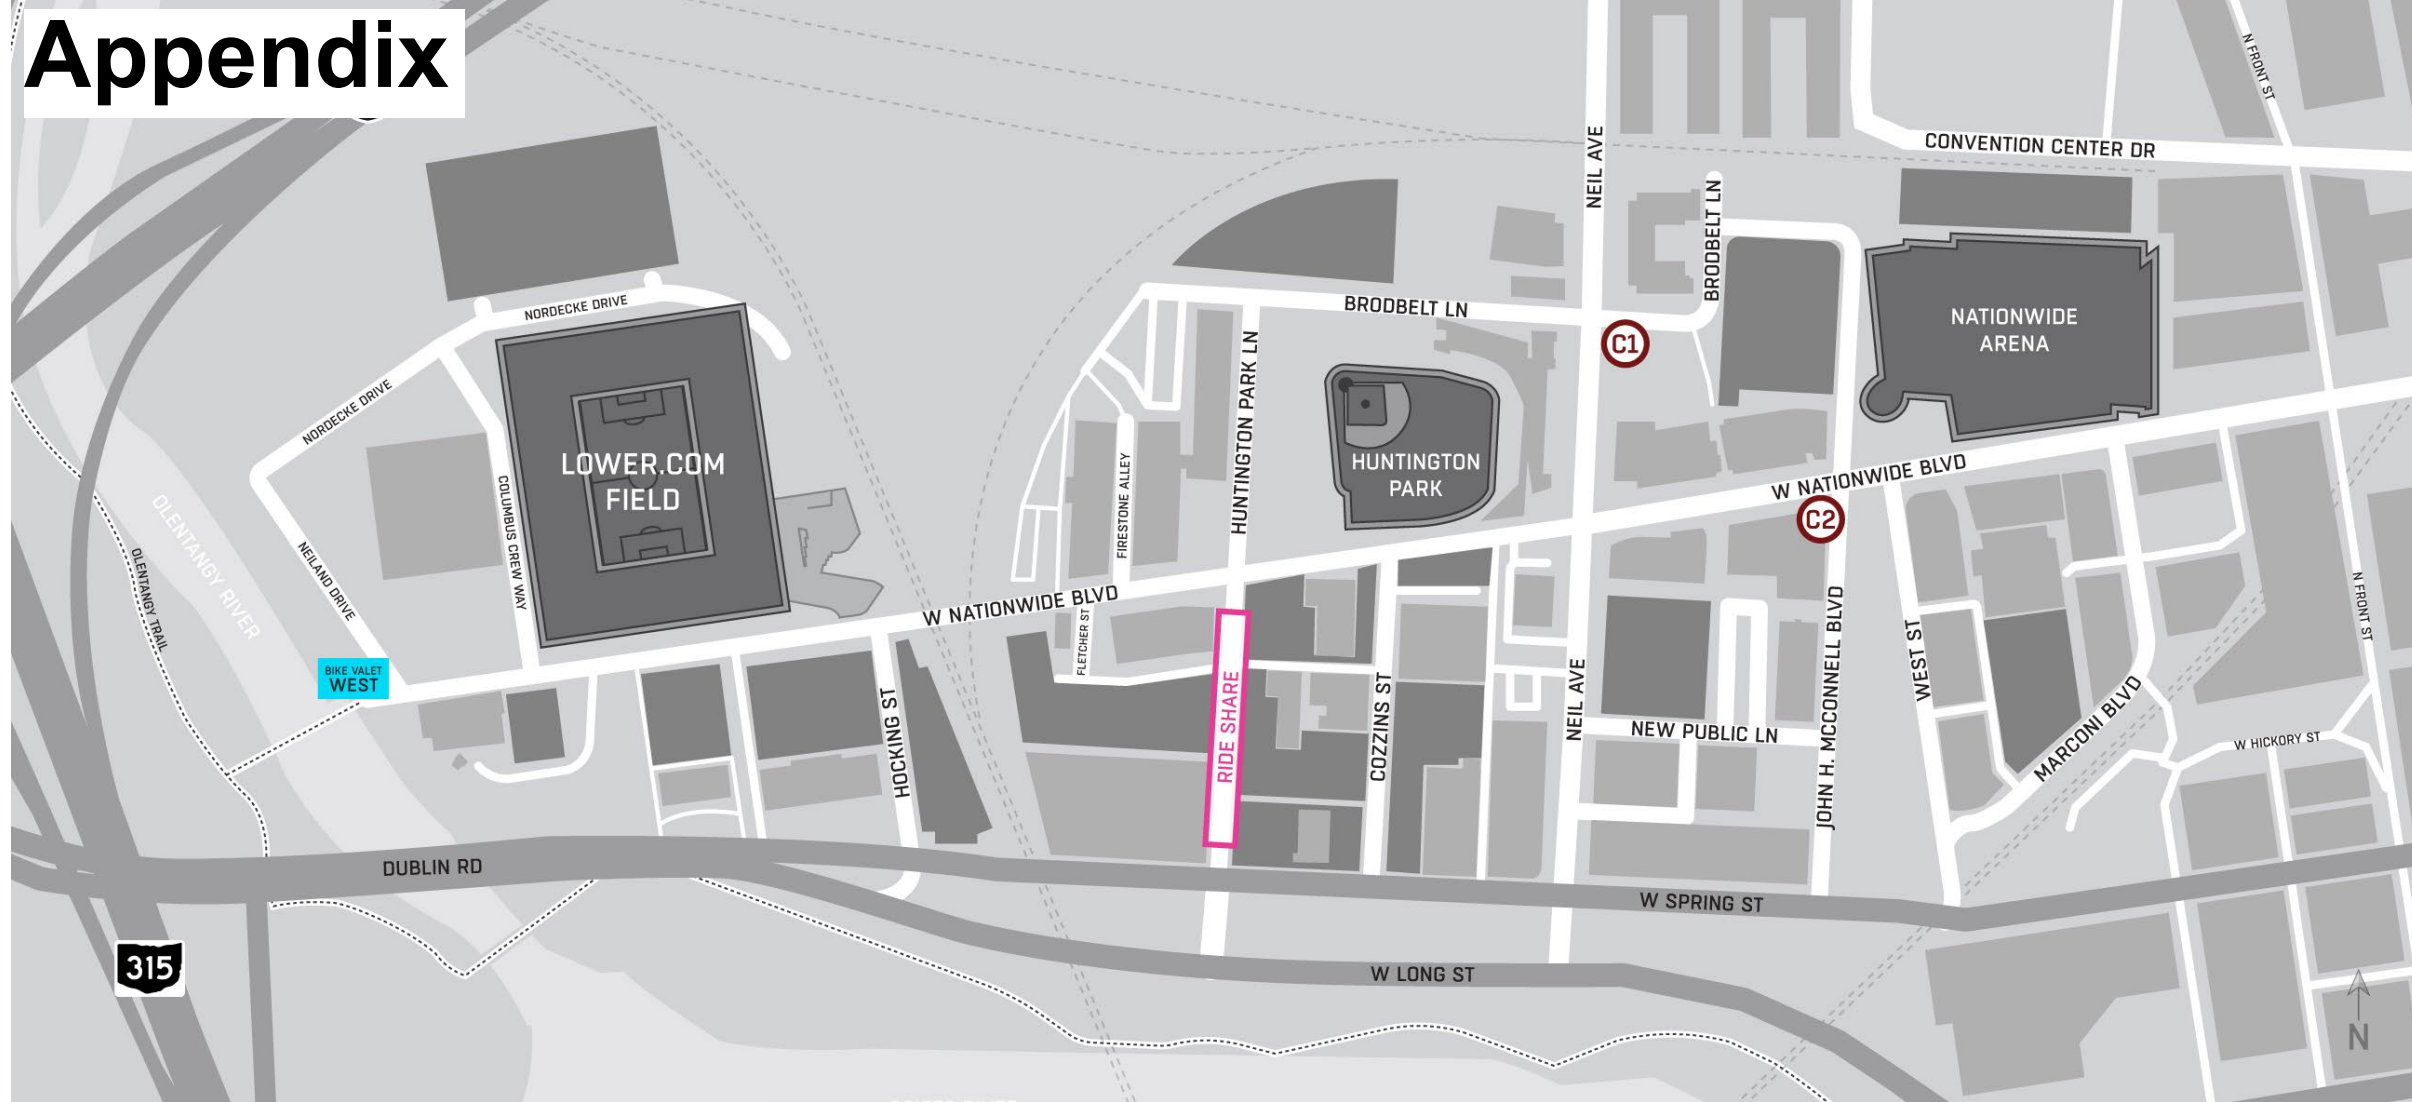 Appendix
N FRONT ST
CONVENTION CENTER DR
NEIL AVE
BRODBELT LN
NORDECKE DRIVE
BRODBELT LN
NATIONWIDE
ARENA
C1
HUNTINGTON PARK LN
NORDECKE DRIVE
LOWER.COM
FIELD
HUNTINGTON
PARK
W NATIONWIDE BLVD
C2
COLUMBUS CREW WAY
FIRESTONE ALLEY
OLENTANGY RIVER
OLENTANGY TRAIL
NEILAND DRIVE
W NATIONWIDE BLVD
FLETCHER ST
N FRONT ST
BIKE VALET
WEST
RIDE SHARE
HOCKING ST
COZZINS ST
NEIL AVE
NEW PUBLIC LN
JOHN H. MCCONNELL BLVD
WEST ST
MARCONI BLVD
W HICKORY ST
DUBLIN RD
W SPRING ST
315
W LONG ST
N